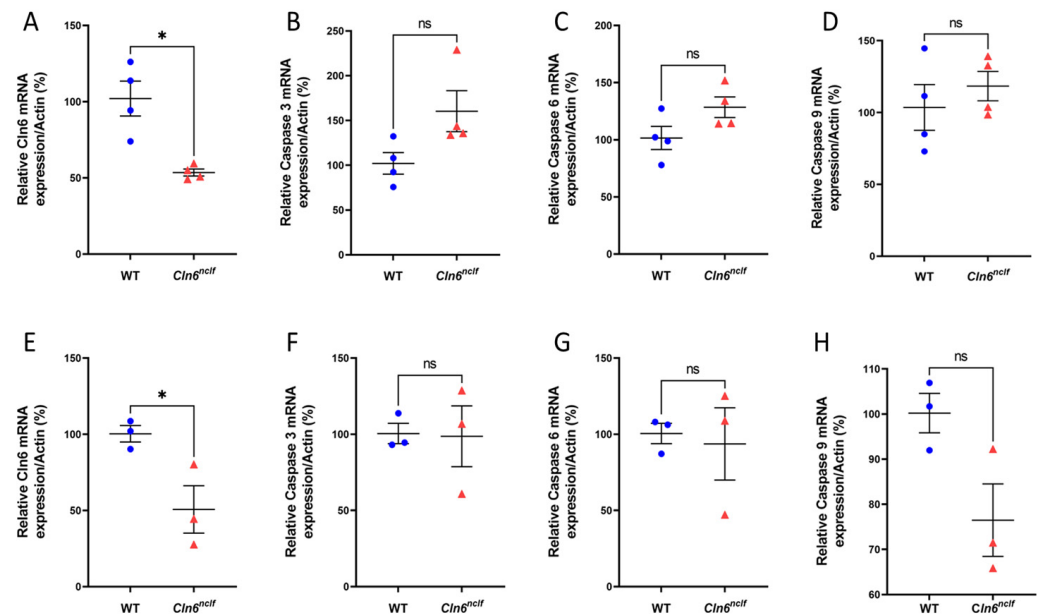 A
Relative Cln6 mRNA
expression/Actin (%)
150
100
50
0
*
WT
Cln6nclf
B
Relative Caspase 3 mRNA
expression/Actin (%)
250
200
150
100
50
0
ns
WT
Cln6nclf
C
Relative Caspase 6 mRNA
expression/Actin (%)
200
150
100
50
0
ns
WT
Cln6nclf
D
Relative Caspase 9 mRNA
expression/Actin (%)
150
100
50
0
ns
WT
Cln6nclf
E
Relative Cln6 mRNA
expression/Actin (%)
150
100
50
0
*
WT
Cln6nclf
F
Relative Caspase 3 mRNA
expression/Actin (%)
150
100
50
0
ns
WT
Cln6nclf
G
Relative Caspase 6 mRNA
expression/Actin (%)
150
100
50
0
ns
WT
Cln6nclf
H
Relative Caspase 9 mRNA
expression/Actin (%)
110
100
90
80
70
60
ns
WT
Cln6nclf